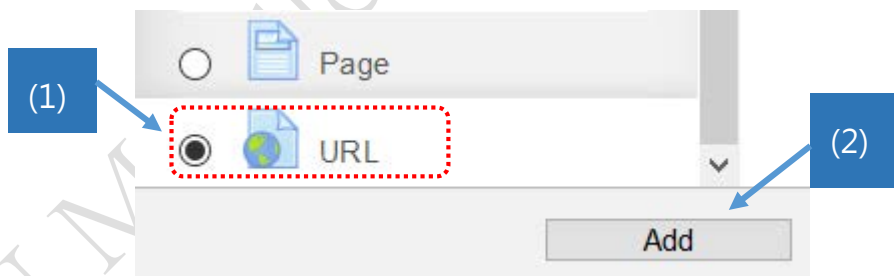 Page
(1)
URL
(2)
Add